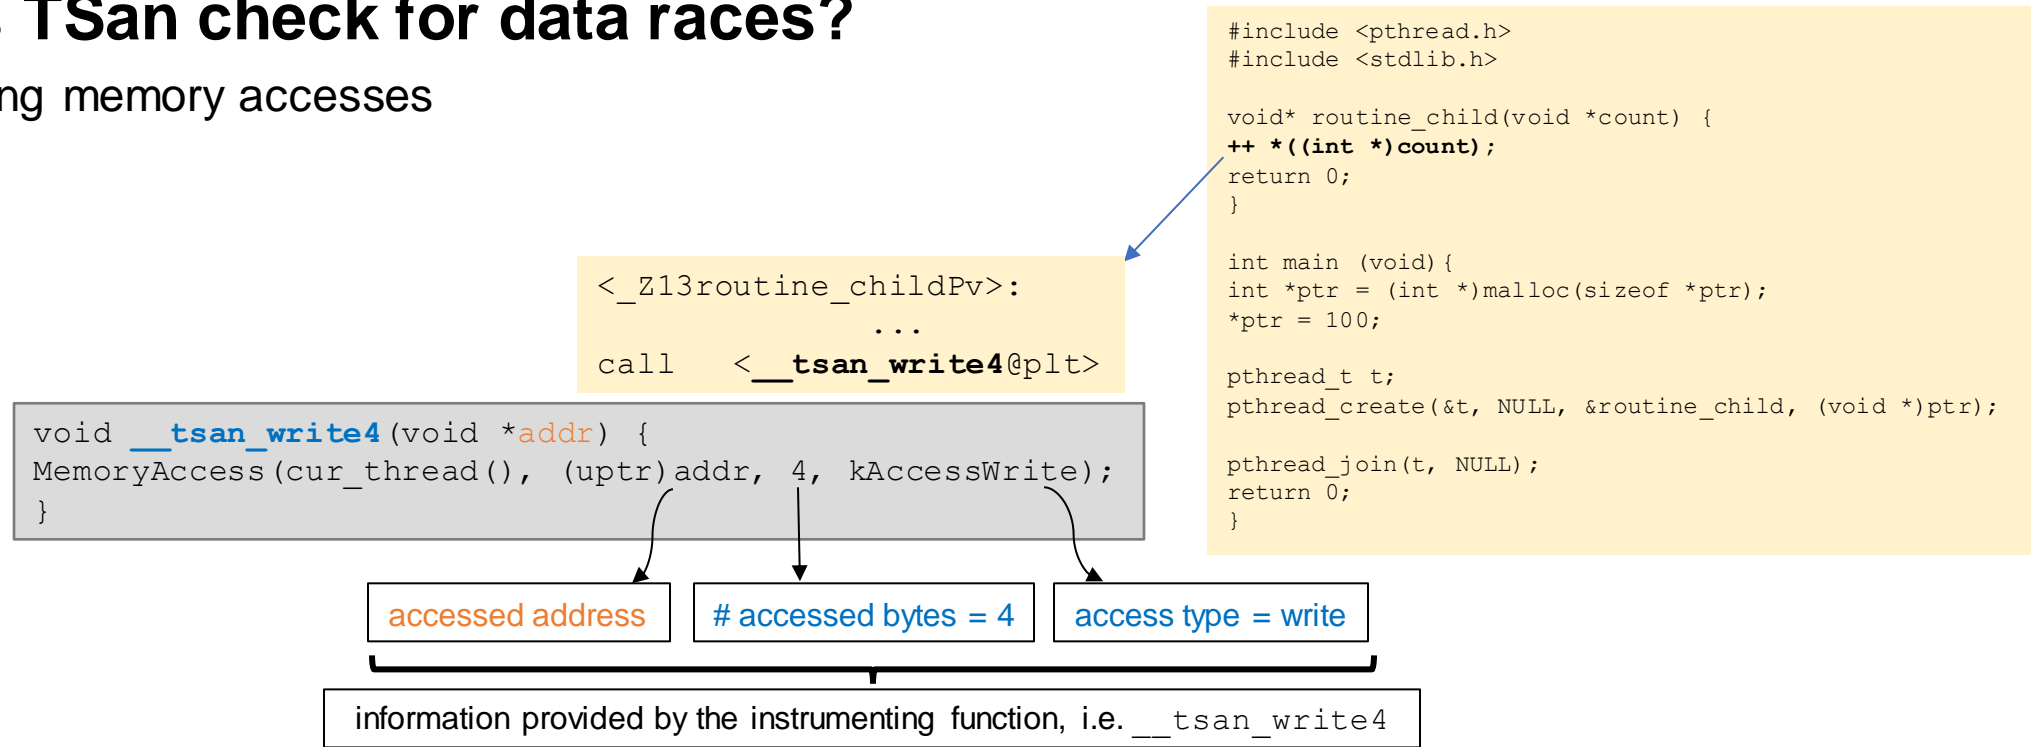 TSan check for data races?
memory accesses
#include <pthread.h>
#include <stdlib.h>
void* routine_child(void *count) {
++ *((int *)count);
return 0;
}
int main (void){
int *ptr = (int *)malloc(sizeof *ptr);
*ptr = 100;
pthread_t t;
pthread_create(&t, NULL, &routine_child, (void *)ptr);
pthread_join(t, NULL);
return 0;
}
<_Z13routine_childPv>:
...
call <__tsan_write4@plt>
void __tsan_write4(void *addr) {
MemoryAccess(cur_thread(), (uptr)addr, 4, kAccessWrite);
}
accessed address
# accessed bytes = 4
access type = write
information provided by the instrumenting function, i.e. __tsan_write4